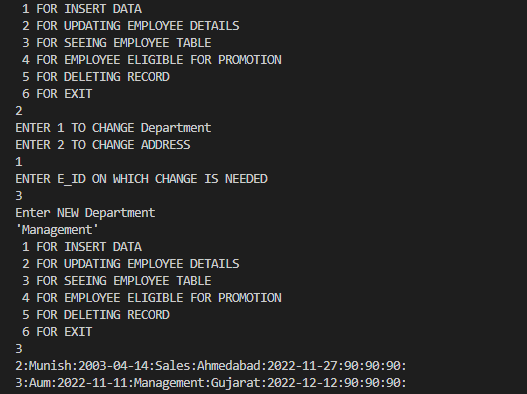 1 FOR INSERT DATA
2 FOR UPDATING EMPLOYEE DETAILS
3 FOR SEEING EMPLOYEE TABLE
4 FOR EMPLOYEE ELIGIBLE FOR PROMOTION
5 FOR DELETING RECORD
6 FOR EXIT
2
ENTER 1 TO CHANGE Department
ENTER 2 TO CHANGE ADDRESS
1
ENTER E_ID ON WHICH CHANGE IS NEEDED
3
Enter NEW Department
'Management'
1 FOR INSERT DATA
2 FOR UPDATING EMPLOYEE DETAILS
3 FOR SEEING EMPLOYEE TABLE
4 FOR EMPLOYEE ELIGIBLE FOR PROMOTION
5 FOR DELETING RECORD
6 FOR EXIT
3
2:Munish:2003-04-14:Sales:Ahmedabad:2022-11-27:90:90:90:
3:Aum:2022-11-11:Management:Gujarat:2022-12-12:90:90:90: